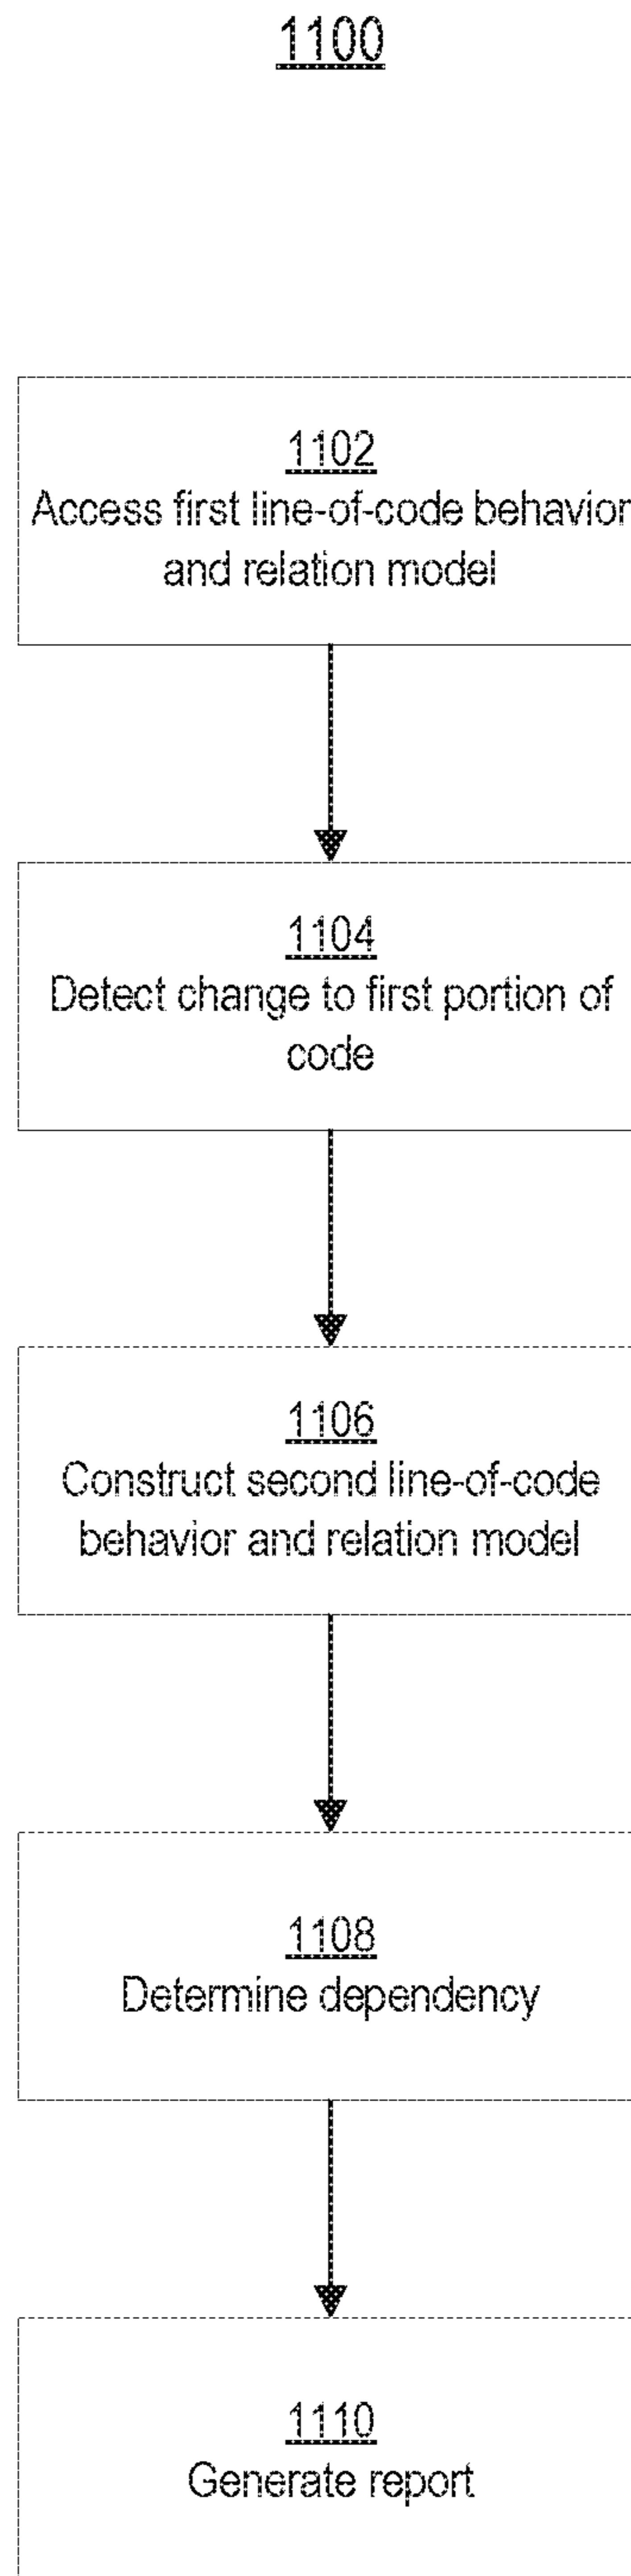 1100
1102
Access first line-of-code behavior
and relation model
1104
Detect change to first portion of
code
1106
Construct second line-of-code
behavior and relation model
1108
Determine dependency
1110
Generate report